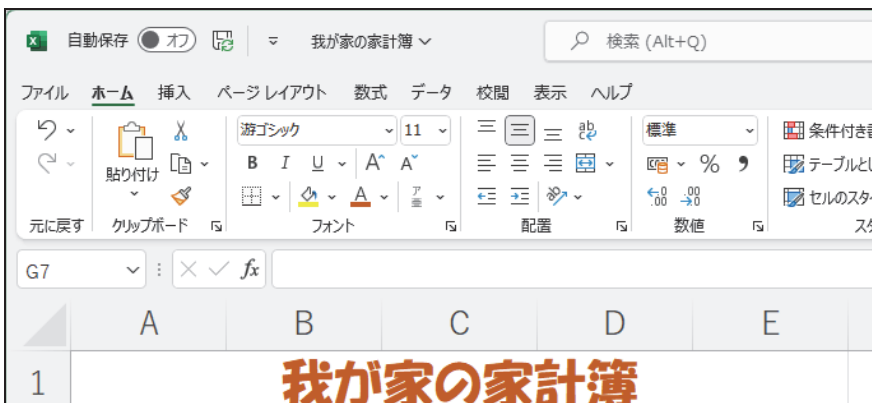 自動保存 オフ 我が家の家計簿 検索 (Alt+Q)
ファイル ホーム 挿入 ページ レイアウト 数式 データ 校閲 表示 ヘルプ
游ゴシック 11 標準 条件付き書
貼り付け B I U A A % テーブルとし
A ア亜 セルのスタ
元に戻す クリップボード フォント 配置 数値 スタ
G7 fx
A B C D E
1 我が家の家計簿